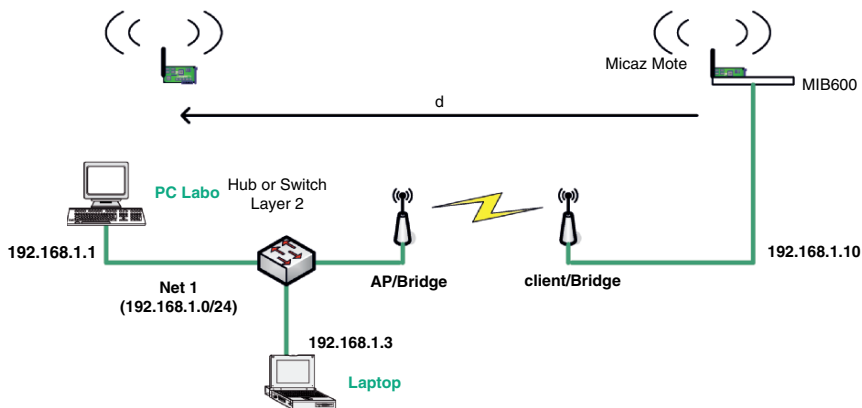 Micaz Mote
MIB600
d
PC Labo
Hub or Switch
Layer 2
192.168.1.1
192.168.1.10
Net 1
(192.168.1.0/24)
AP/Bridge
client/Bridge
192.168.1.3
Laptop